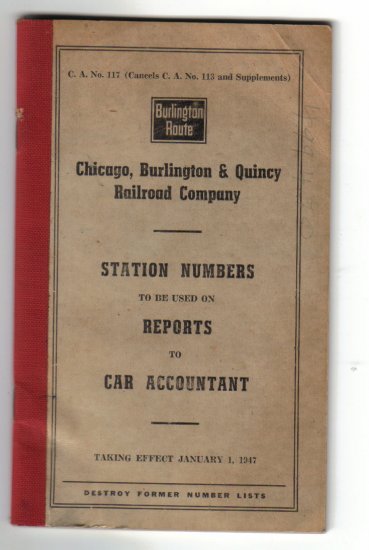 C. A. No. 117 (Cancels C. A. No. 113 and Supplements)
Burlington
Route
Chicago, Burlington & Quincy
Railroad Company
STATION NUMBERS
TO BE USED ON
REPORTS
TO
CAR ACCOUNTANT
TAKING EFFECT JANUARY 1, 1947
DESTROY FORMER NUMBER LISTS